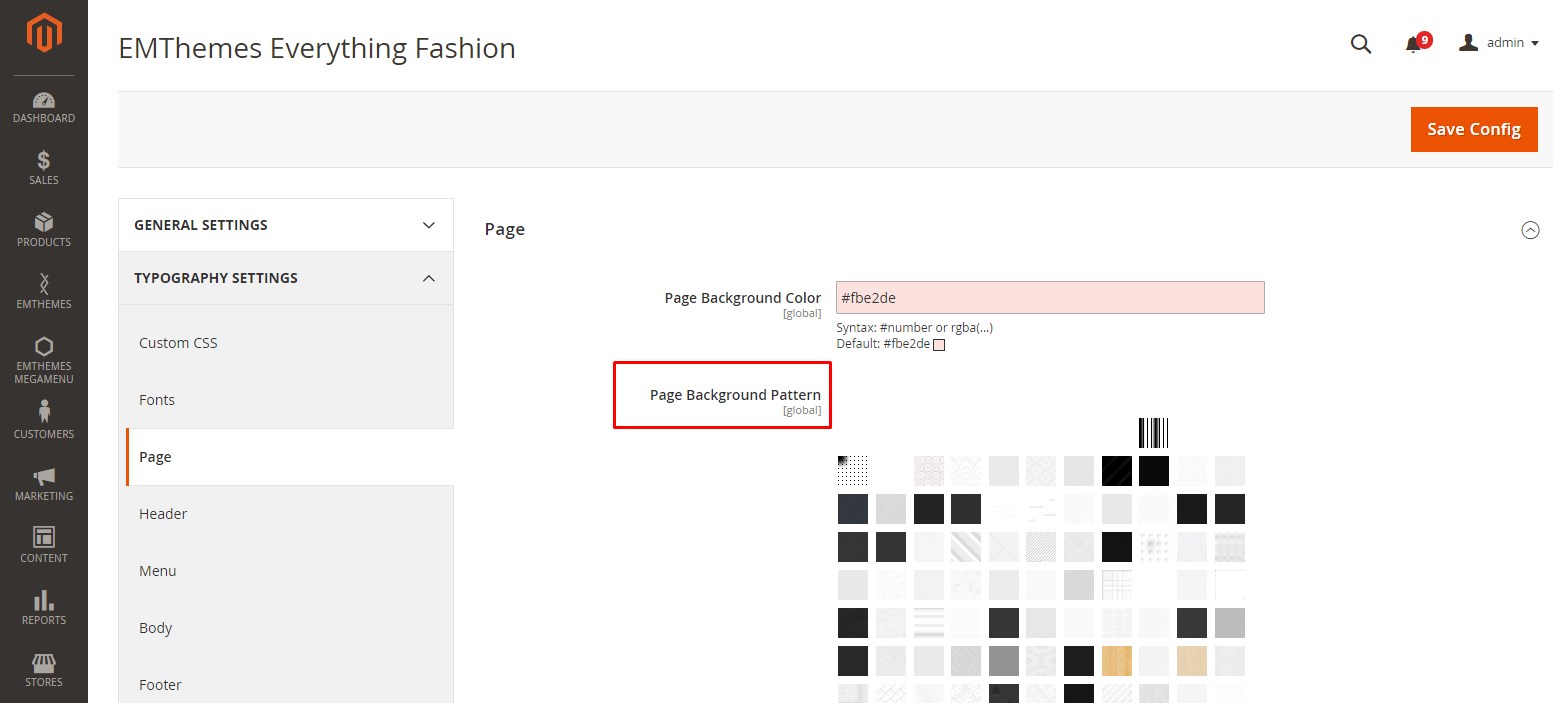 EMThemes Everything Fashion
9
admin
Save Config
DASHBOARD
$
SALES
PRODUCTS
EMTHEMES
EMTHEMES
MEGAMENU
CUSTOMERS
MARKETING
CONTENT
REPORTS
STORES
GENERAL SETTINGS
TYPOGRAPHY SETTINGS
Custom CSS
Fonts
Page
Header
Menu
Body
Footer
Page
Page Background Color
[global]
#fbe2de
Syntax: #number or rgba(...)
Default: #fbe2de
Page Background Pattern
[global]